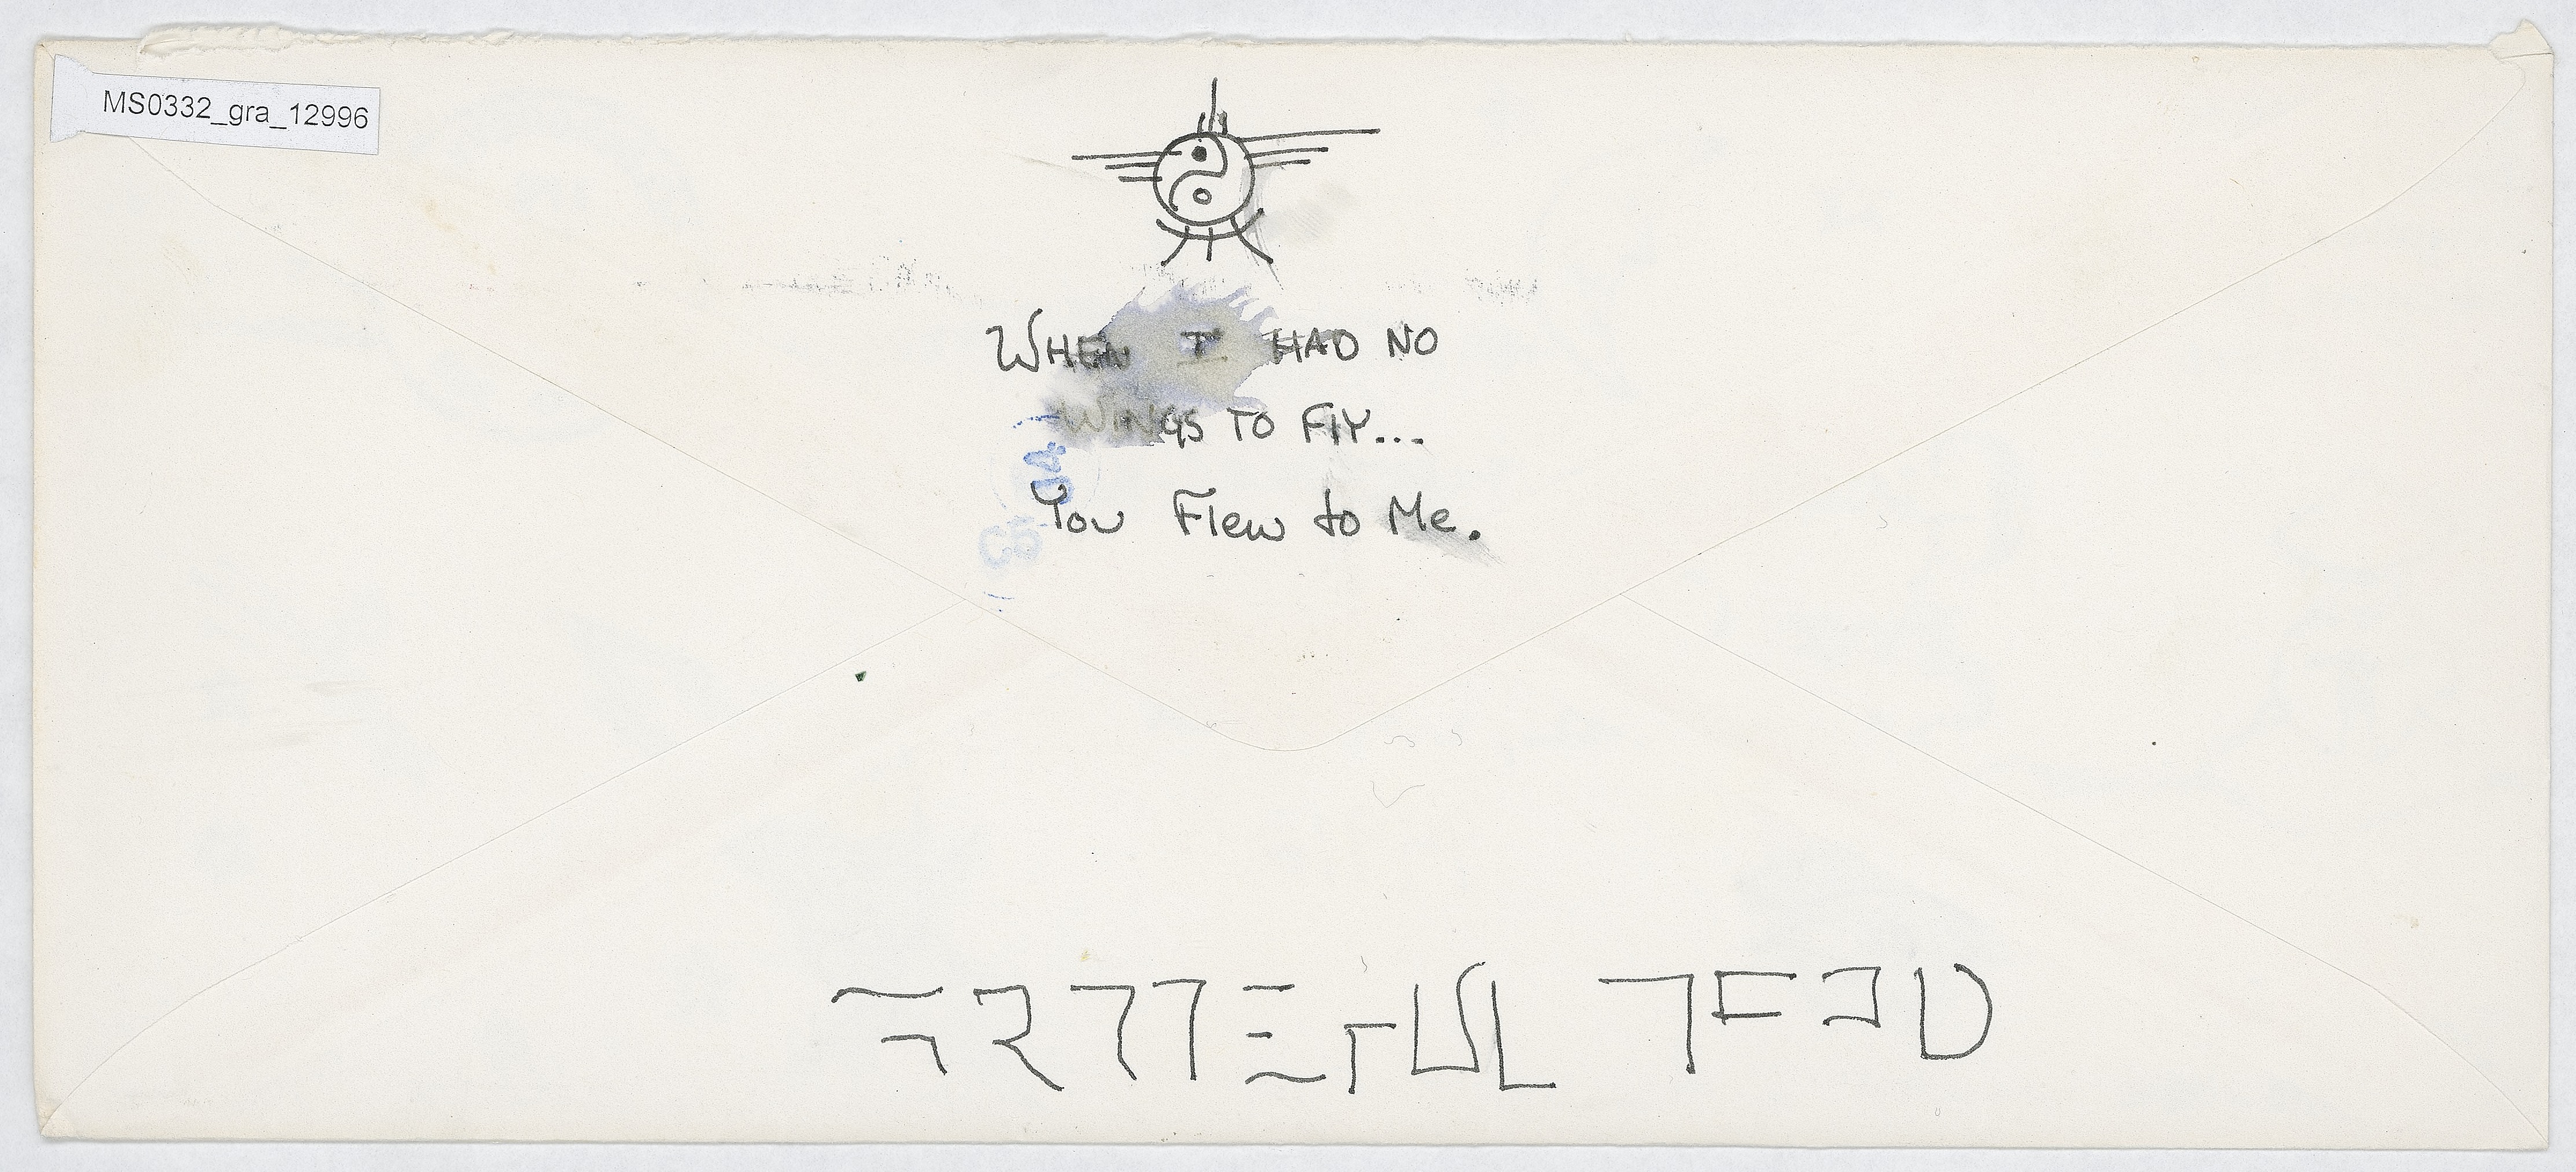 MS0332_gra_12996
WHEN I HAD NO
WINGS TO FlY...
You Flew to Me.
GRATEFUL DEAD